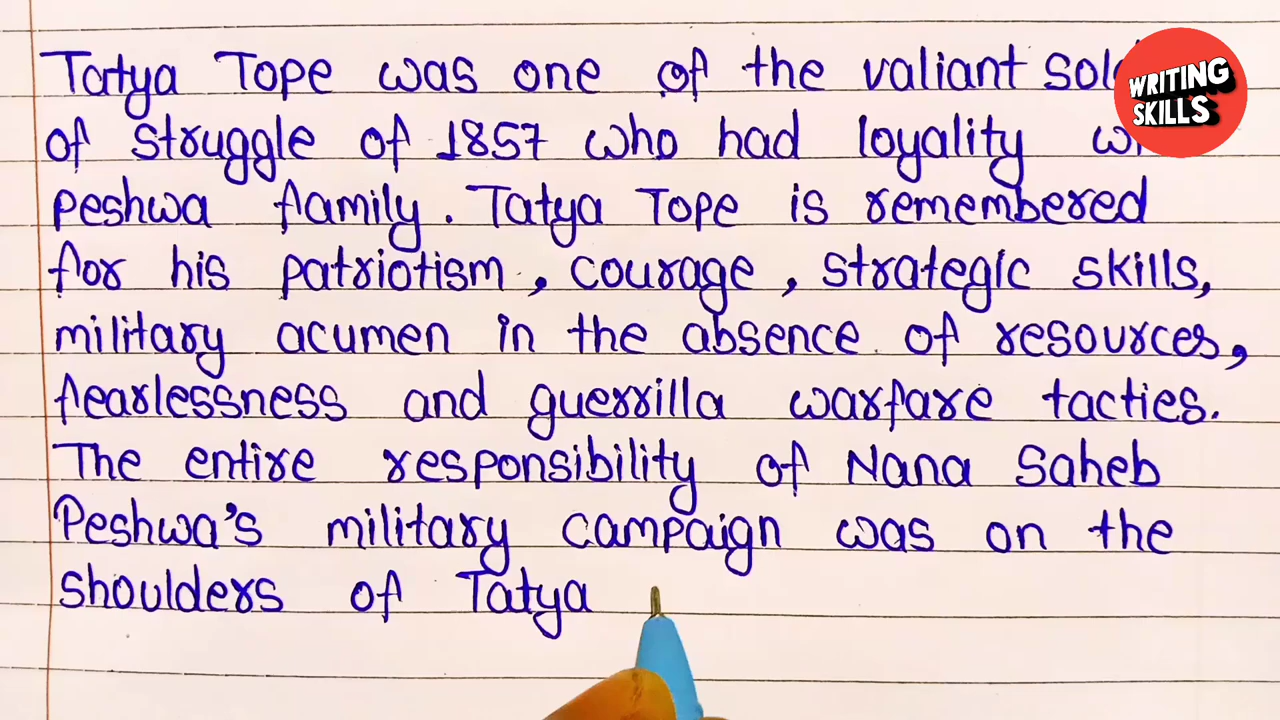 Tatya Tope was one of the valiant
of struggle of 1857 who had loyality
peshwa family. Tatya Tope is remembered
for his patriotism, courage, strategic skills,
military acumen in the absence of resources,
fearlessness and guerrilla warfare tacties.
The entire responsibility of Nana Saheb
Peshwa's military campaign was on the
shoulders of Tatya
WRITING
SKILLS